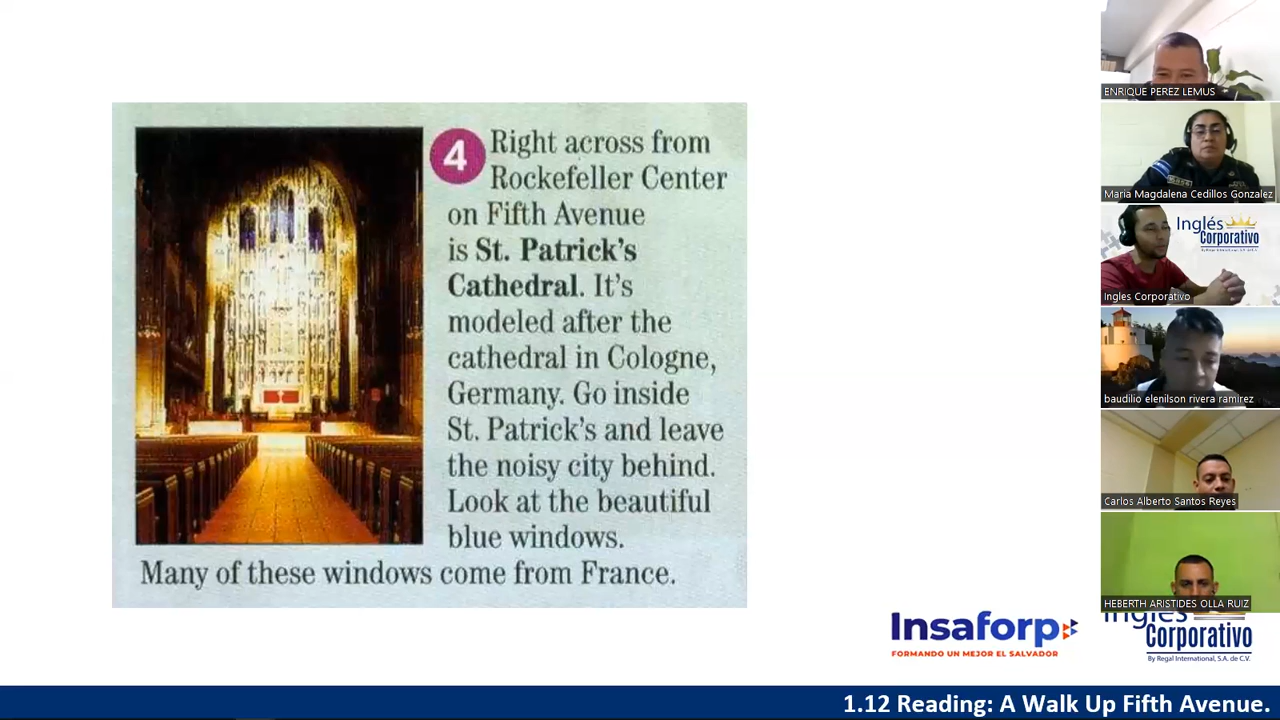 4 Right across from
Rockefeller Center
on Fifth Avenue
is St. Patrick's
Cathedral. It's
modeled after the
cathedral in Cologne,
Germany. Go inside
St. Patrick's and leave
the noisy city behind.
Look at the beautiful
blue windows.
Many of these windows come from France.
ENRIQUE PEREZ LEMUS
Maria Magdalena Cedillos Gonzalez
Inglés
Corporativo
Ingles Corporativo
baudilio elenilson rivera ramirez
Carlos Alberto Santos Reyes
HEBERTH ARISTIDES OLLA RUIZ
Insaforp
FORMANDO UN MEJOR EL SALVADOR
Inglés
Corporativo
By Regal International, S.A. de C.V.
1.12 Reading: A Walk Up Fifth Avenue.